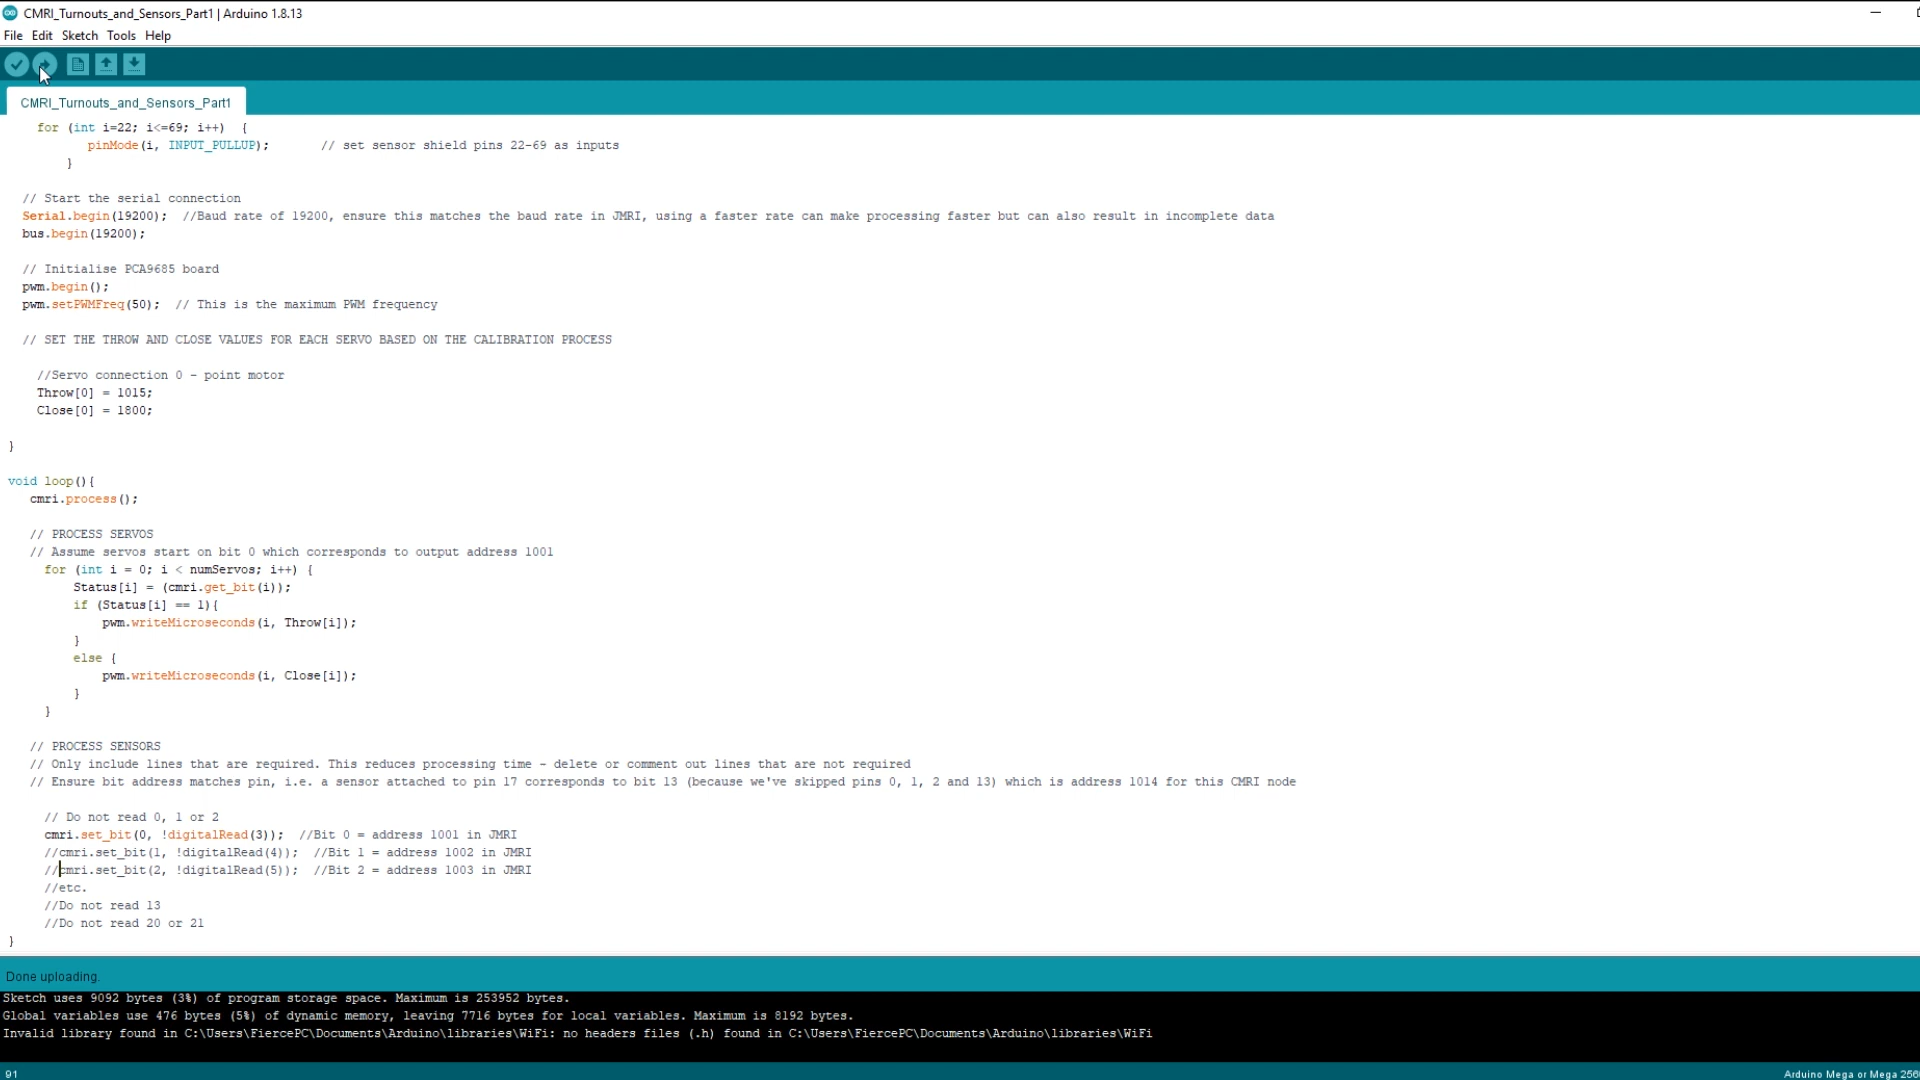 CMRI_Turnouts_and_Sensors_Part1 | Arduino 1.8.13
File Edit Sketch Tools Help
CMRI_Turnouts_and_Sensors_Part1
for (int i=22; i<=69; i++)  {
pinMode(i, INPUT_PULLUP);       // set sensor shield pins 22-69 as inputs
}
// Start the serial connection
Serial.begin(19200);  //Baud rate of 19200, ensure this matches the baud rate in JMRI, using a faster rate can make processing faster but can also result in incomplete data
bus.begin(19200);
// Initialise PCA9685 board
pwm.begin();
pwm.setPWMFreq(50);  // This is the maximum PWM frequency
// SET THE THROW AND CLOSE VALUES FOR EACH SERVO BASED ON THE CALIBRATION PROCESS
//Servo connection 0 - point motor
Throw[0] = 1015;
Close[0] = 1800;
}
void loop(){
cmri.process();
// PROCESS SERVOS
// Assume servos start on bit 0 which corresponds to output address 1001
for (int i = 0; i < numServos; i++) {
Status[i] = (cmri.get_bit(i));
if (Status[i] == 1){
pwm.writeMicroseconds(i, Throw[i]);
}
else {
pwm.writeMicroseconds(i, Close[i]);
}
}
// PROCESS SENSORS
// Only include lines that are required. This reduces processing time - delete or comment out lines that are not required
// Ensure bit address matches pin, i.e. a sensor attached to pin 17 corresponds to bit 13 (because we've skipped pins 0, 1, 2 and 13) which is address 1014 for this CMRI node
// Do not read 0, 1 or 2
cmri.set_bit(0, !digitalRead(3));  //Bit 0 = address 1001 in JMRI
//cmri.set_bit(1, !digitalRead(4));  //Bit 1 = address 1002 in JMRI
//cmri.set_bit(2, !digitalRead(5));  //Bit 2 = address 1003 in JMRI
//etc.
//Do not read 13
//Do not read 20 or 21
}
Done uploading.
Sketch uses 9092 bytes (3%) of program storage space. Maximum is 253952 bytes.
Global variables use 476 bytes (5%) of dynamic memory, leaving 7716 bytes for local variables. Maximum is 8192 bytes.
Invalid library found in C:\Users\FiercePC\Documents\Arduino\libraries\WiFi: no headers files (.h) found in C:\Users\FiercePC\Documents\Arduino\libraries\WiFi
91
Arduino Mega or Mega 256